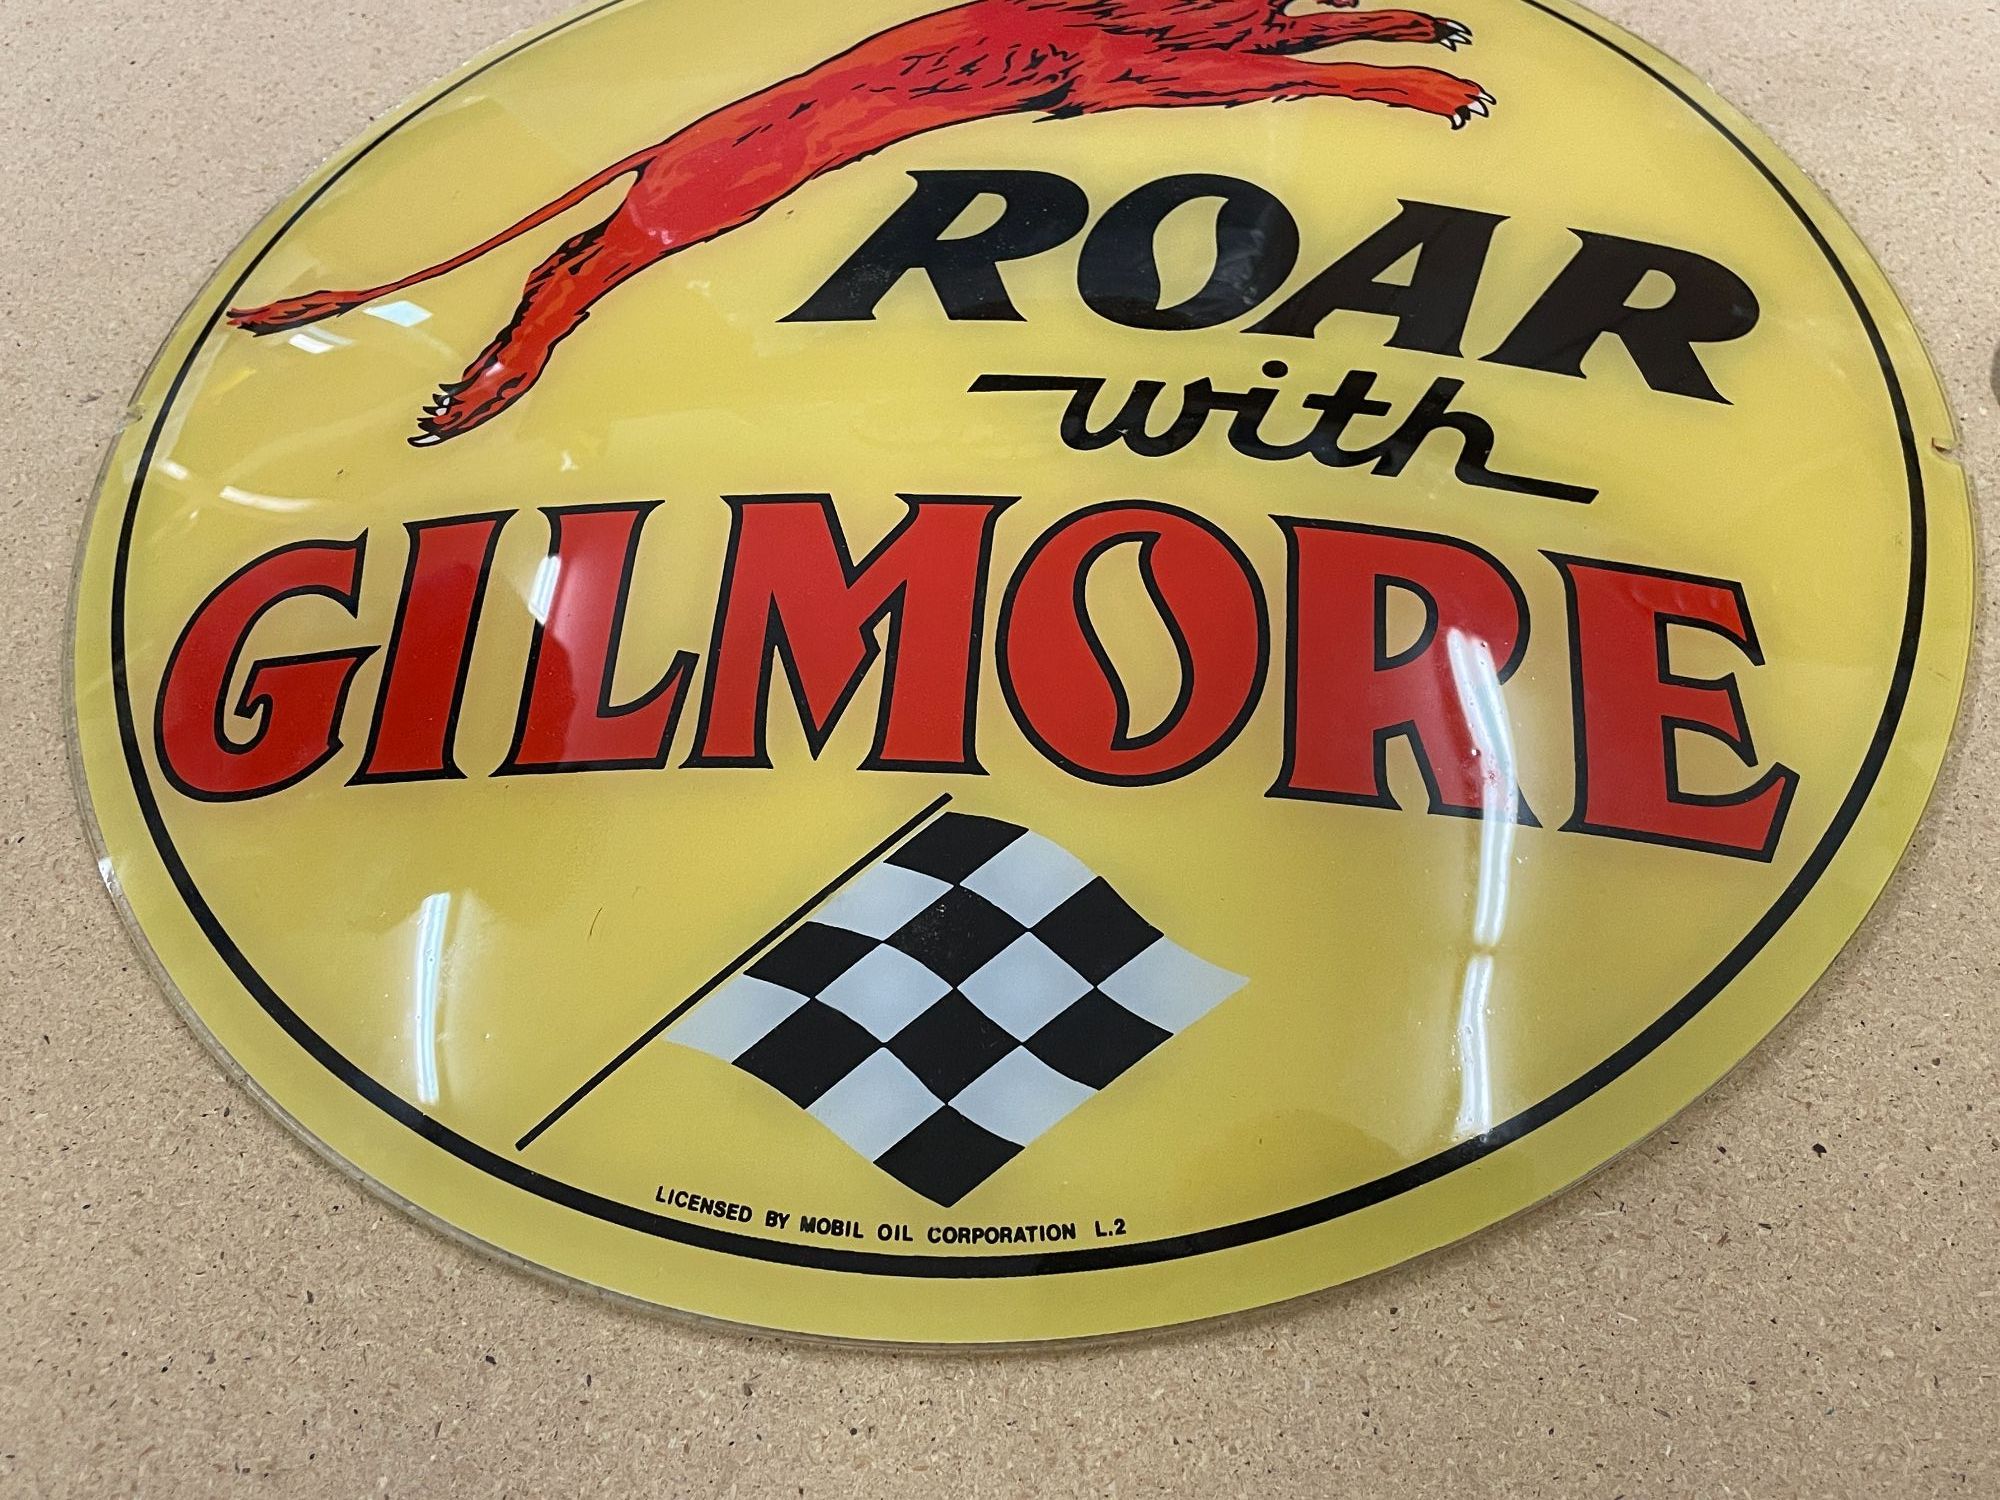 ROAR
with
GILMORE
LICENSED BY MOBIL OIL CORPORATION L.2